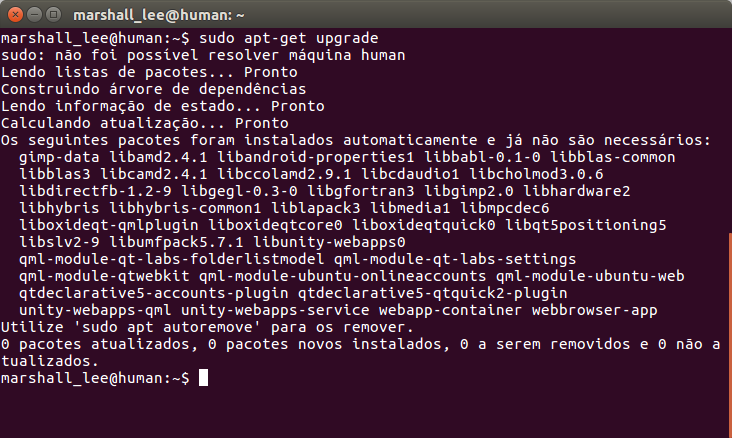 marshall_lee@human: ~
marshall_lee@human:~$ sudo apt-get upgrade
sudo: não foi possível resolver máquina human
Lendo listas de pacotes... Pronto
Construindo árvore de dependências
Lendo informação de estado... Pronto
Calculando atualização... Pronto
Os seguintes pacotes foram instalados automaticamente e já não são necessários:
  gimp-data libamd2.4.1 libandroid-properties1 libbabl-0.1-0 libblas-common
  libblas3 libcamd2.4.1 libccolamd2.9.1 libcdaudio1 libcholmod3.0.6
  libdirectfb-1.2-9 libgegl-0.3-0 libgfortran3 libgimp2.0 libhardware2
  libhybris libhybris-common1 liblapack3 libmedia1 libmpcdec6
  liboxideqt-qmlplugin liboxideqtcore0 liboxideqtquick0 libqt5positioning5
  libslv2-9 libumfpack5.7.1 libunity-webapps0
  qml-module-qt-labs-folderlistmodel qml-module-qt-labs-settings
  qml-module-qtwebkit qml-module-ubuntu-onlineaccounts qml-module-ubuntu-web
  qtdeclarative5-accounts-plugin qtdeclarative5-qtquick2-plugin
  unity-webapps-qml unity-webapps-service webapp-container webbrowser-app
Utilize 'sudo apt autoremove' para os remover.
0 pacotes atualizados, 0 pacotes novos instalados, 0 a serem removidos e 0 não a
tualizados.
marshall_lee@human:~$